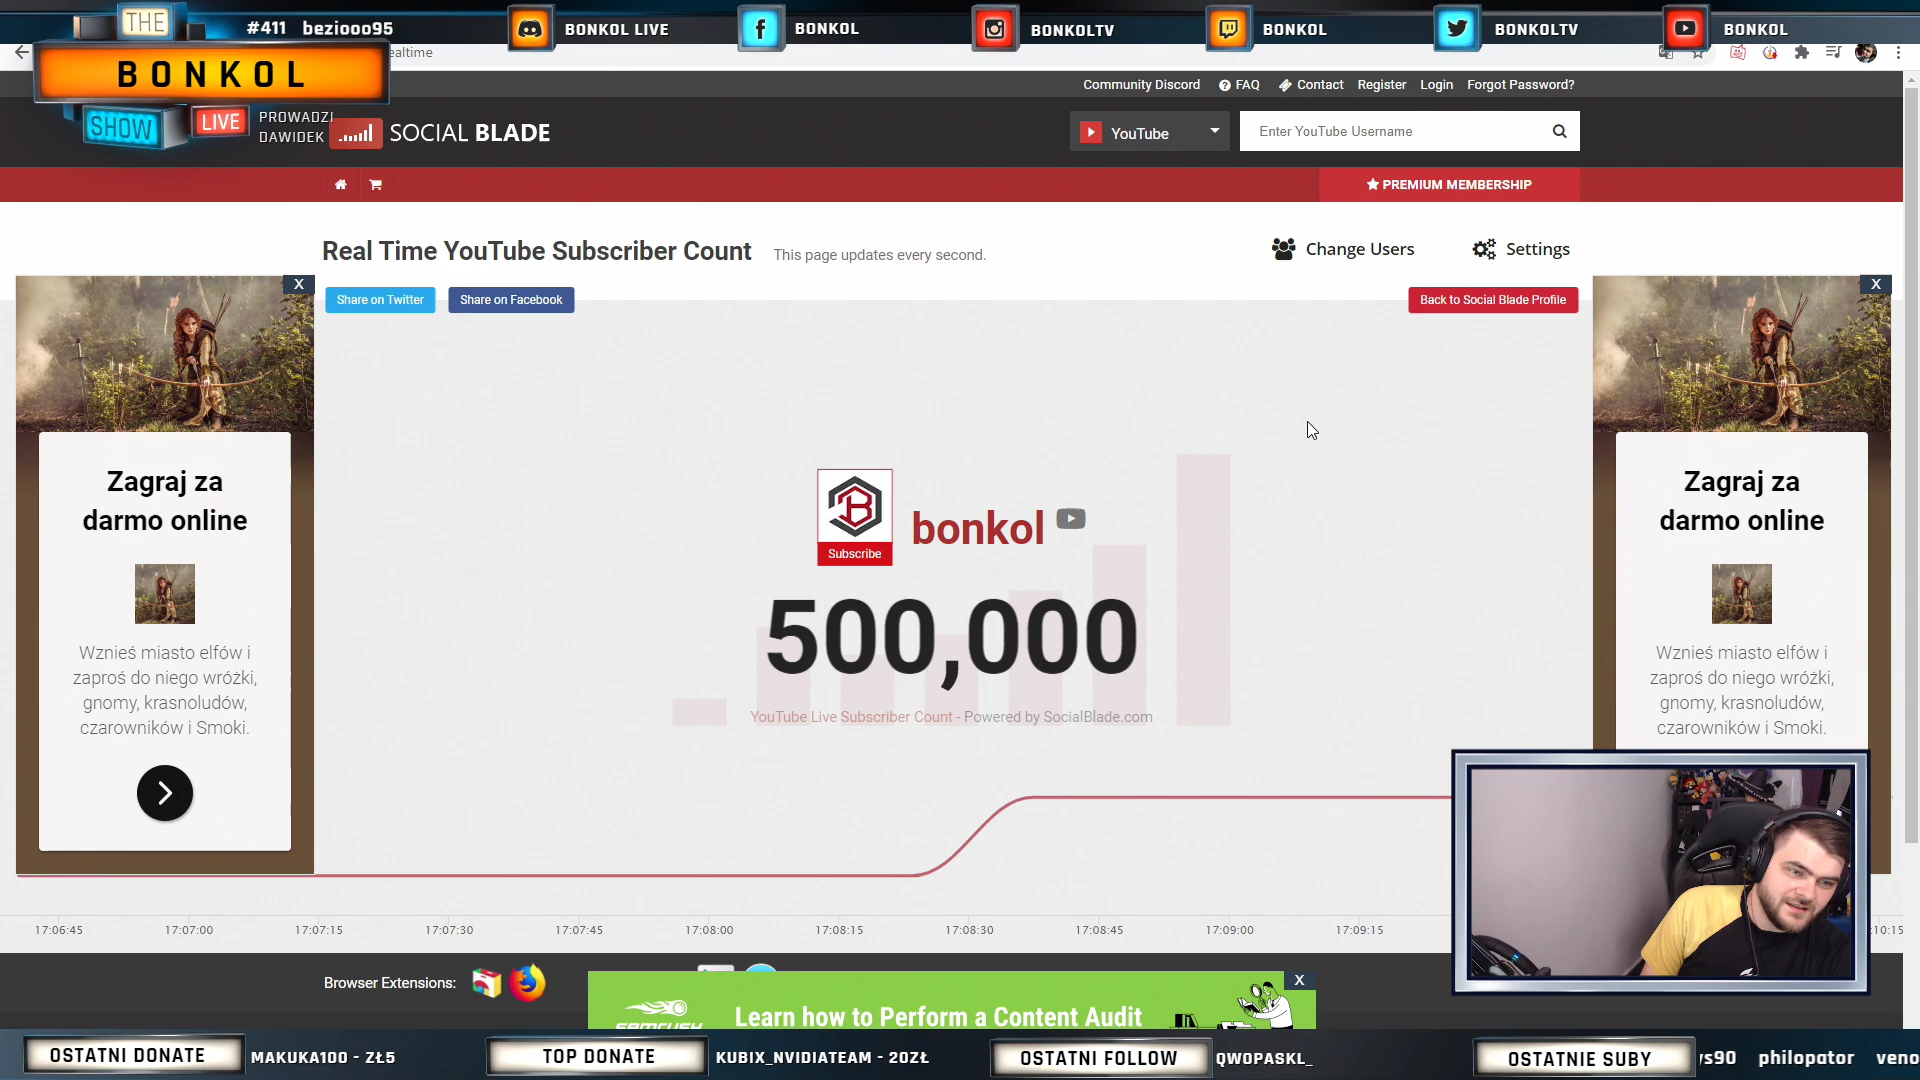 THE
BONKOL
SHOW
LIVE
PROWADZI
DAWIDEK
#411 beziooo95
BONKOL LIVE
BONKOL
BONKOLTV
BONKOL
BONKOLTV
BONKOL
ealtime
Community Discord FAQ Contact Register Login Forgot Password?
SOCIAL BLADE
YouTube
Enter YouTube Username
PREMIUM MEMBERSHIP
Real Time YouTube Subscriber Count
This page updates every second.
Change Users
Settings
Share on Twitter
Share on Facebook
Back to Social Blade Profile
X
Zagraj za
darmo online
Wznieś miasto elfów i
zaproś do niego wróżki,
gnomy, krasnoludów,
czarowników i Smoki.
bonkol
Subscribe
500,000
YouTube Live Subscriber Count - Powered by SocialBlade.com
X
Zagraj za
darmo online
Wznieś miasto elfów i
zaproś do niego wróżki,
gnomy, krasnoludów,
czarowników i Smoki.
17:06:45 17:07:00 17:07:15 17:07:30 17:07:45 17:08:00 17:08:15 17:08:30 17:08:45 17:09:00 17:09:15 :10:15
Browser Extensions:
X
Learn how to Perform a Content Audit
OSTATNI DONATE
MAKUKA100 - ZŁ5
TOP DONATE
KUBIX_NVIDIATEAM - 20ZŁ
OSTATNI FOLLOW
QWOPASKL_
OSTATNIE SUBY
s90 philopator veno